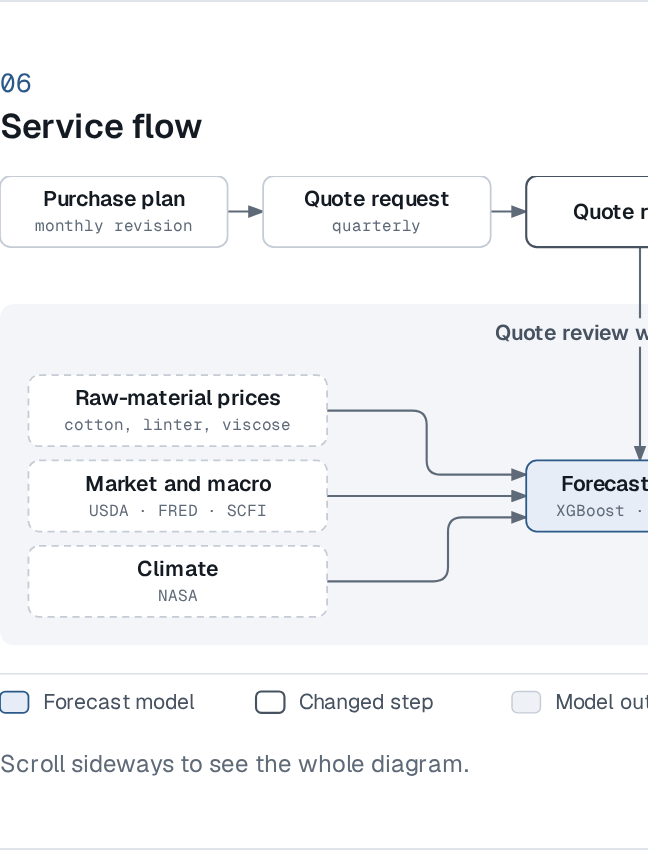 06
Service flow
Purchase plan
monthly revision
Quote request
quarterly
Quote r
Quote review w
Raw-material prices
cotton, linter, viscose
Market and macro
USDA · FRED · SCFI
Climate
NASA
Forecast
XGBoost ·
Forecast model
Changed step
Model out
Scroll sideways to see the whole diagram.